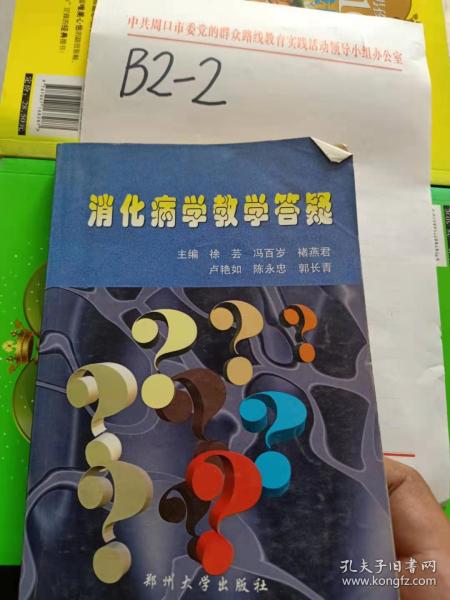 中共周口市委党的群众路线教育实践活动领导小组办公室
B2-2
消化病学教学答疑
主编 徐芸 冯百岁 褚燕君
卢艳如 陈永忠 郭长青
郑州大学出版社
孔夫子旧书网
www.kongfz.com